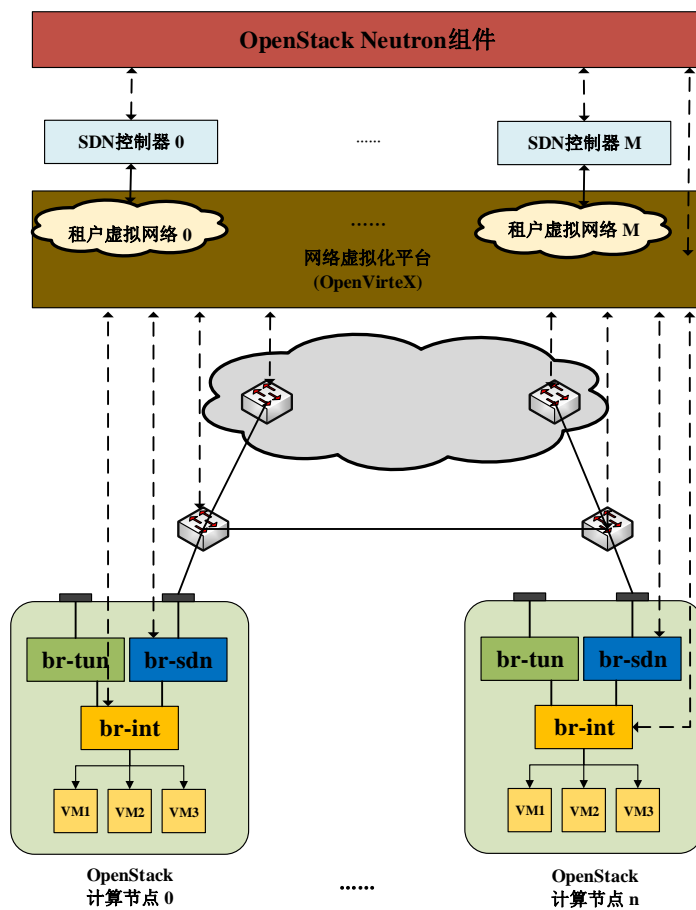 OpenStack Neutron组件
SDN控制器 0
......
SDN控制器 M
租户虚拟网络 0
......
租户虚拟网络 M
网络虚拟化平台
(OpenVirteX)
br-tun
br-sdn
br-tun
br-sdn
br-int
br-int
VM1
VM2
VM3
VM1
VM2
VM3
OpenStack
计算节点 0
......
OpenStack
计算节点 n